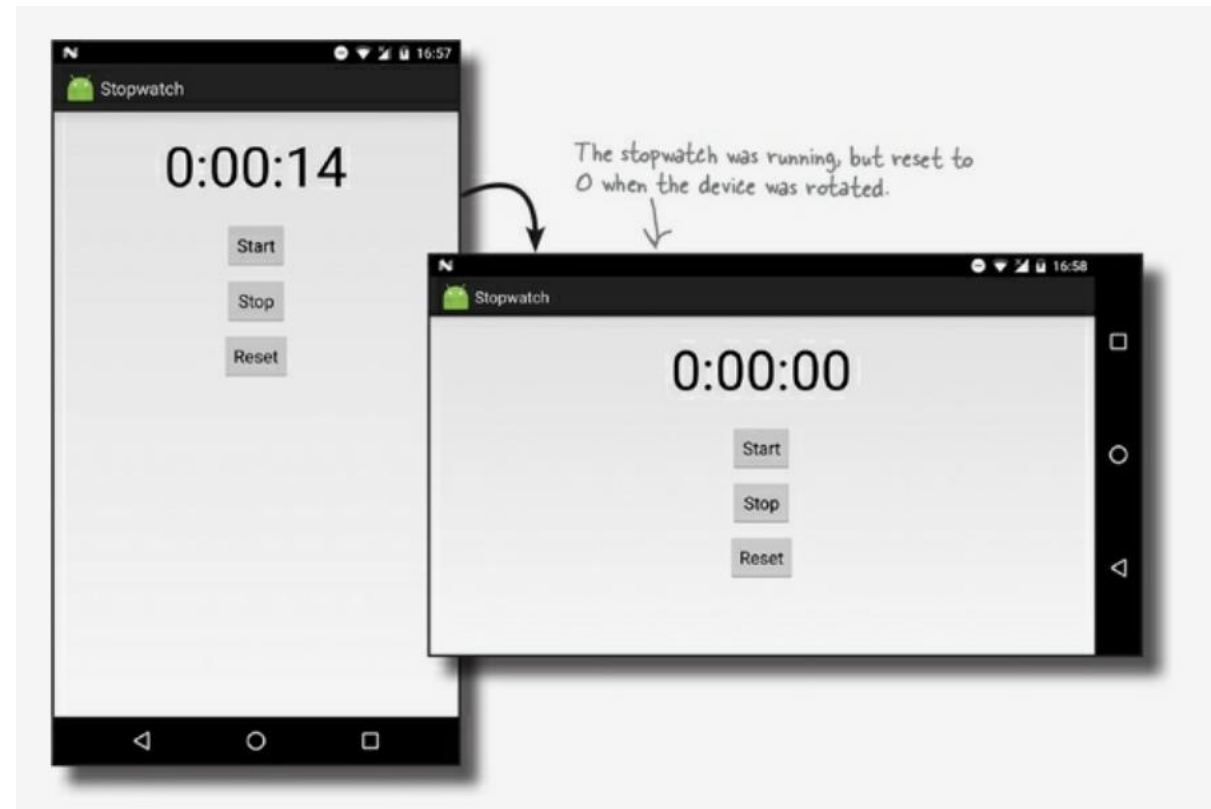 16:57
Stopwatch
0:00:14
Start
Stop
Reset
The stopwatch was running, but reset to
0 when the device was rotated.
16:58
Stopwatch
0:00:00
Start
Stop
Reset